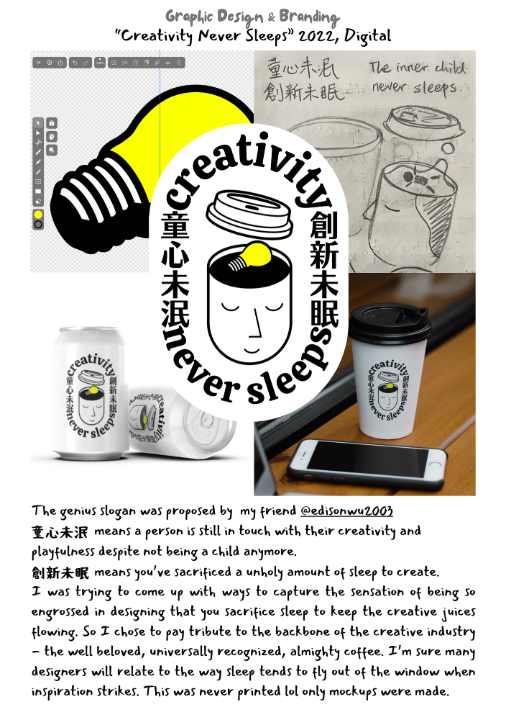 Graphic Design & Branding
"Creativity Never Sleeps" 2022, Digital
童心未泯
創新未眠
The inner child
never sleeps.
creativity
童心未泯
創新未眠
never sleeps
creativity
童心未泯
創新未眠
never sleeps
creativity
creativity
童心未泯
創新未眠
never sleeps
The genius slogan was proposed by my friend @edisonwu2003
童心未泯 means a person is still in touch with their creativity and
playfulness despite not being a child anymore.
創新未眠 means you've sacrificed a unholy amount of sleep to create.
I was trying to come up with ways to capture the sensation of being so
engrossed in designing that you sacrifice sleep to keep the creative juices
flowing. So I chose to pay tribute to the backbone of the creative industry
– the well beloved, universally recognized, almighty coffee. I'm sure many
designers will relate to the way sleep tends to fly out of the window when
inspiration strikes. This was never printed lol only mockups were made.